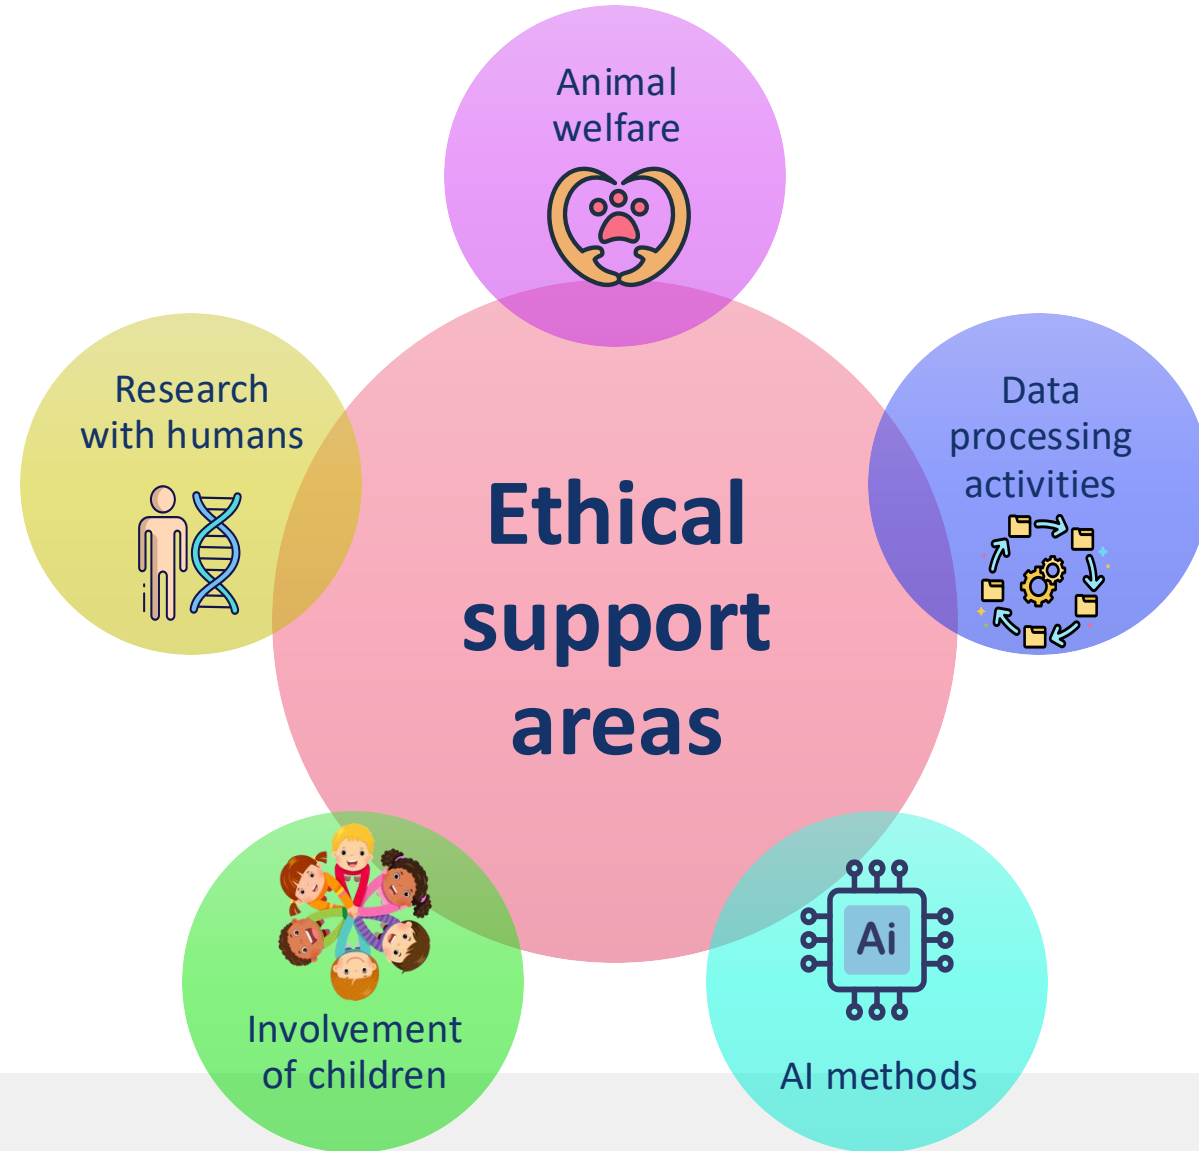 Animal
welfare
Research
with humans
Data
processing
activities
Ethical
support
areas
Ai
Involvement
of children
AI methods